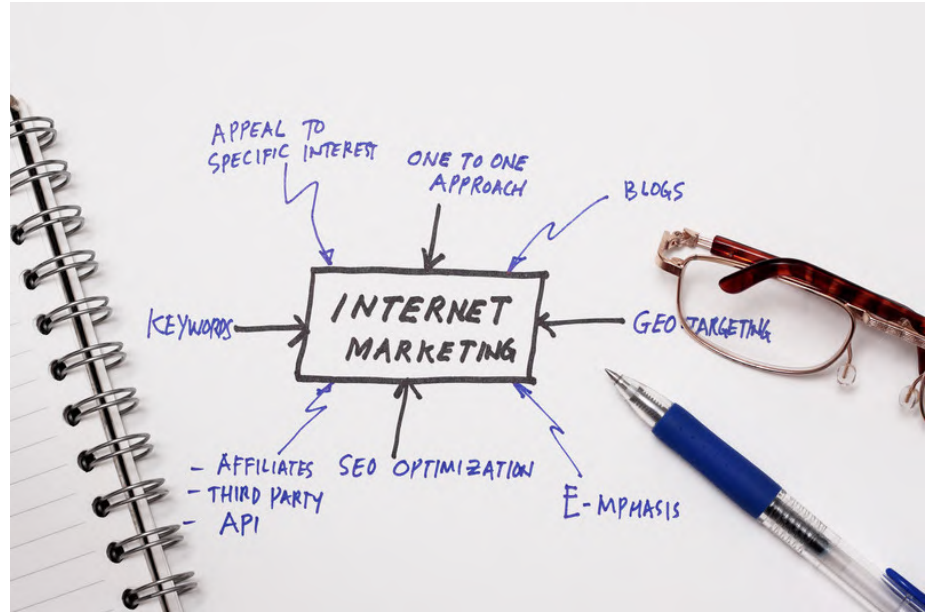 APPEAL TO
SPECIFIC INTEREST
ONE TO ONE
APPROACH
BLOGS
KEYWORDS
INTERNET
MARKETING
GEO-TARGETING
- AFFILIATES
- THIRD PARTY
- API
SEO OPTIMIZATION
E-MPHASIS